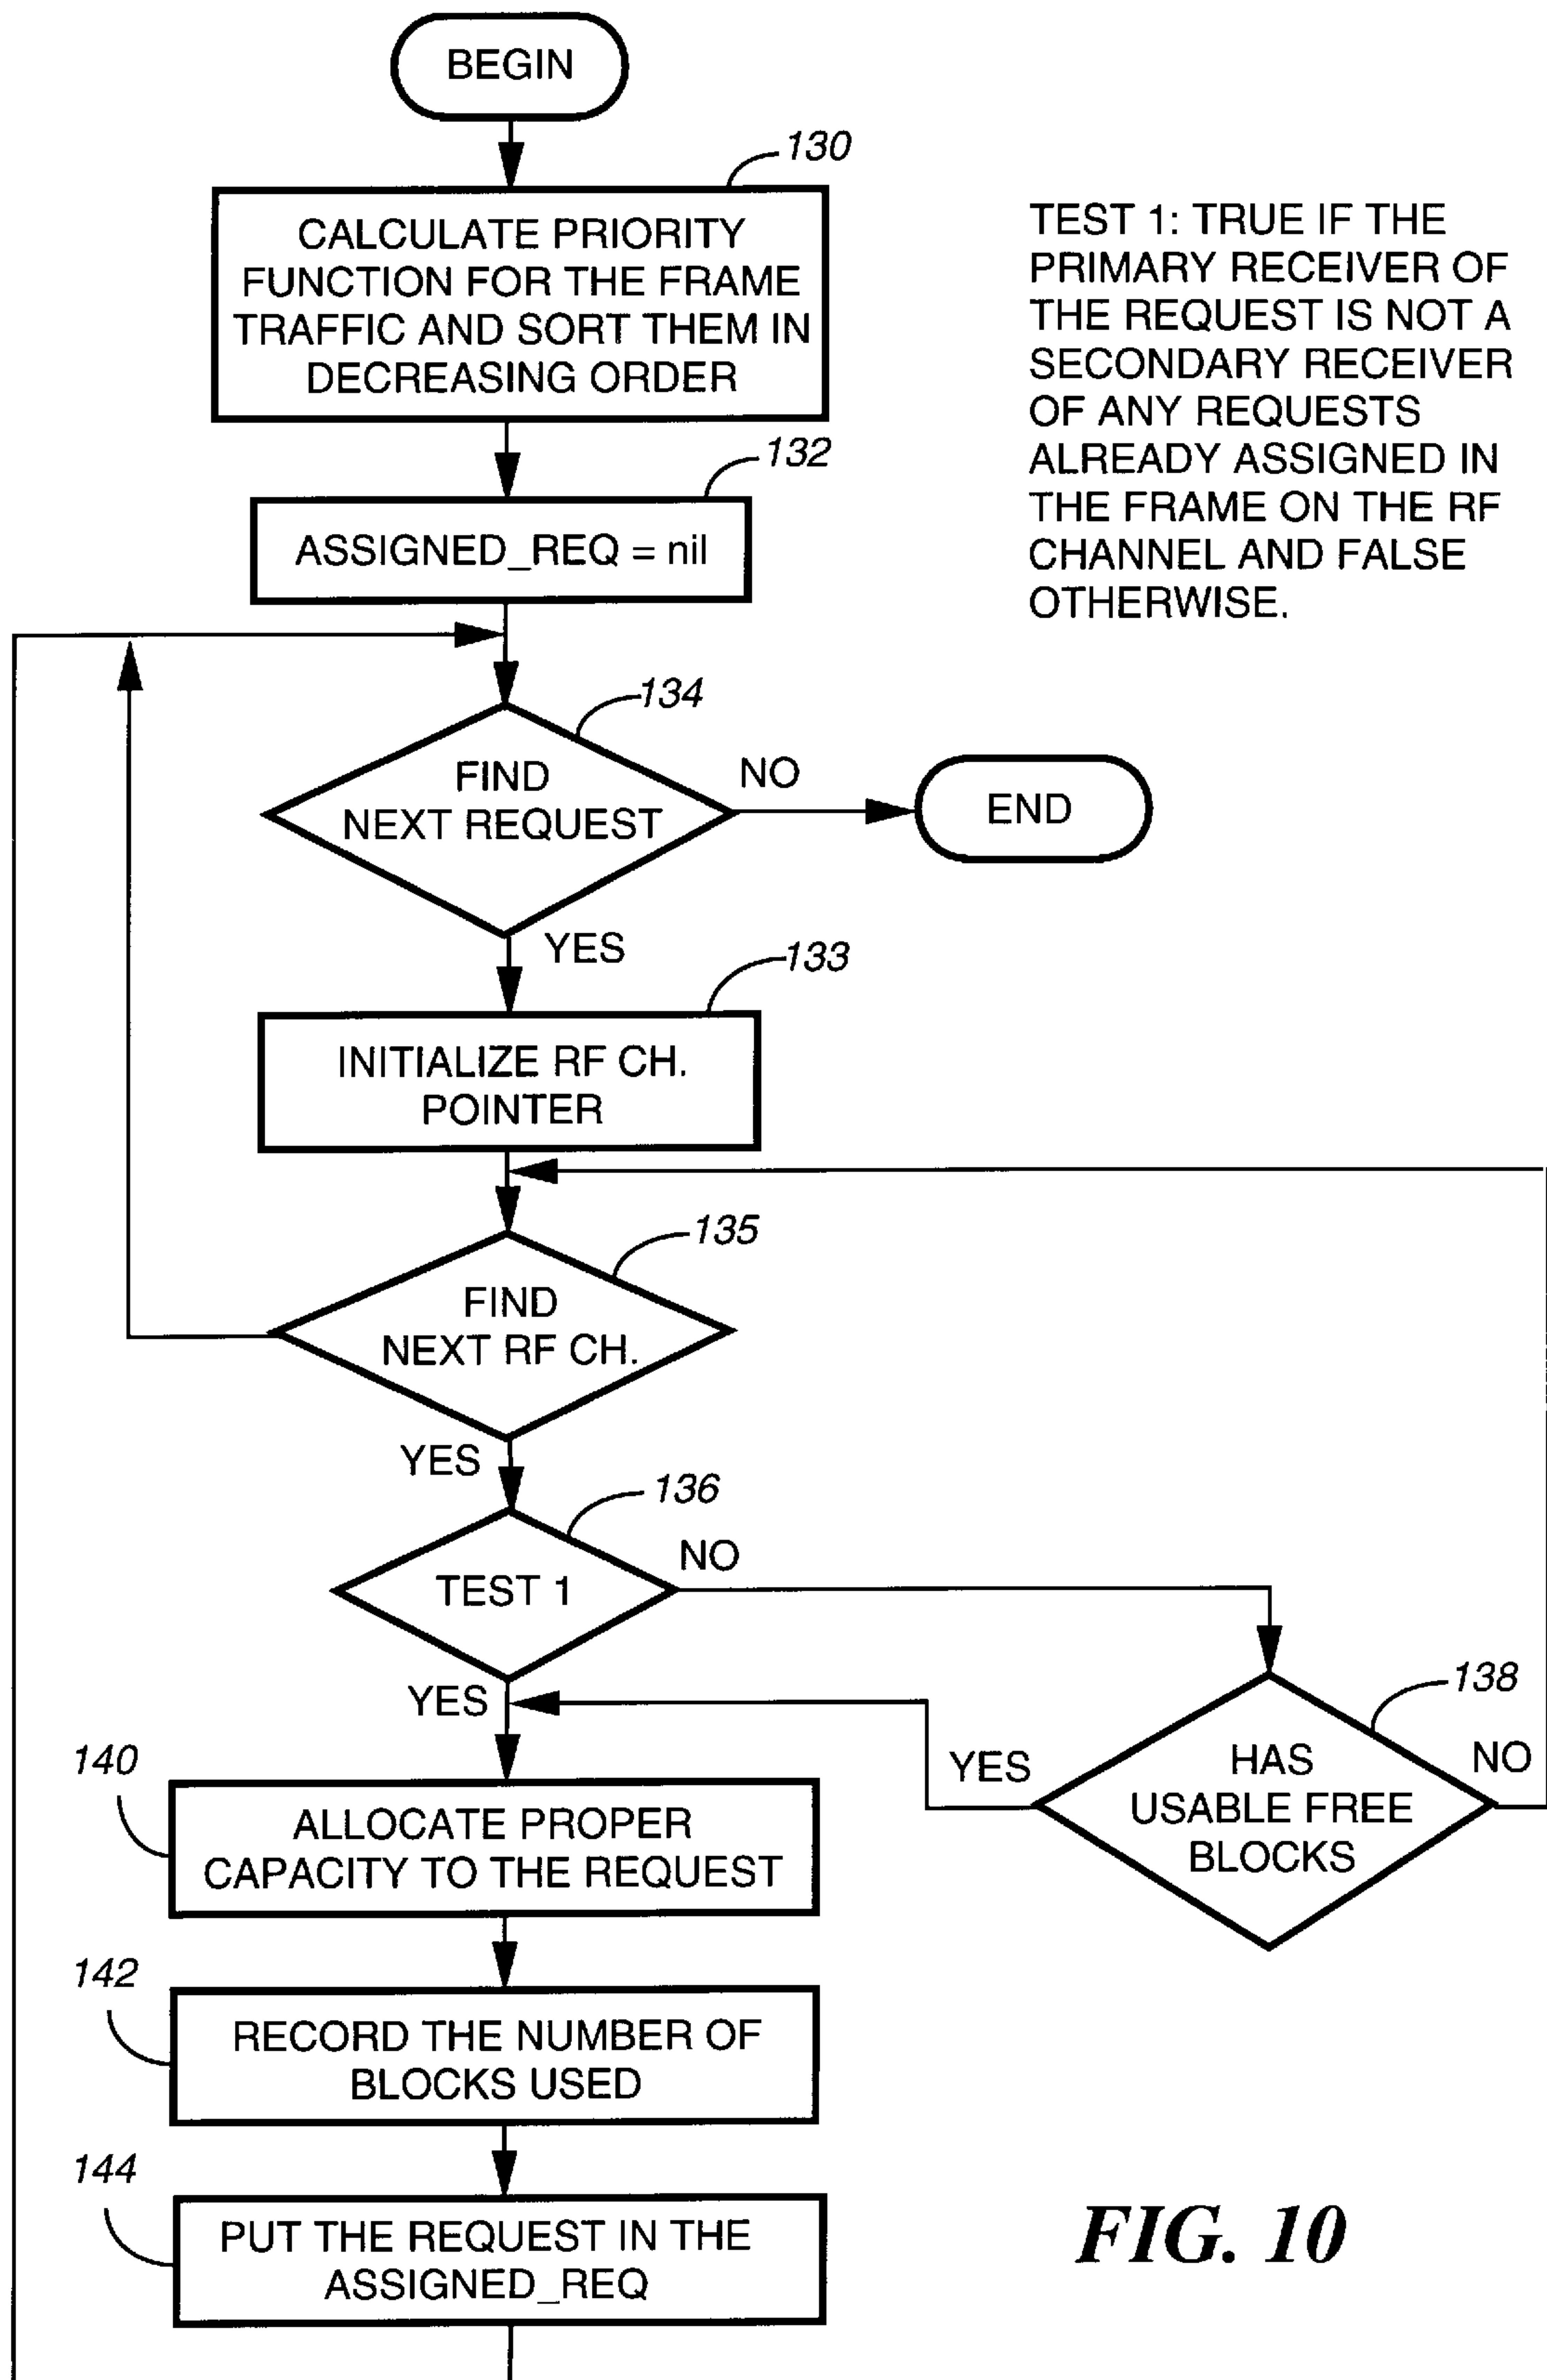 BEGIN
130
CALCULATE PRIORITY
FUNCTION FOR THE FRAME
TRAFFIC AND SORT THEM IN
DECREASING ORDER
TEST 1: TRUE IF THE
PRIMARY RECEIVER OF
THE REQUEST IS NOT A
SECONDARY RECEIVER
OF ANY REQUESTS
ALREADY ASSIGNED IN
THE FRAME ON THE RF
CHANNEL AND FALSE
OTHERWISE.
132
ASSIGNED_REQ = nil
134
FIND
NEXT REQUEST
NO
END
YES
133
INITIALIZE RF CH.
POINTER
135
FIND
NEXT RF CH.
YES
136
TEST 1
NO
YES
138
HAS
USABLE FREE
BLOCKS
YES
NO
140
ALLOCATE PROPER
CAPACITY TO THE REQUEST
142
RECORD THE NUMBER OF
BLOCKS USED
144
PUT THE REQUEST IN THE
ASSIGNED_REQ
FIG. 10